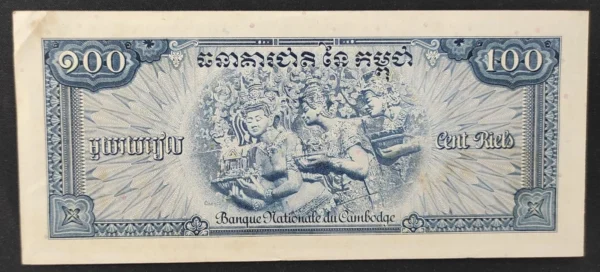 ១០០ ធនាគារជាតិ នៃ កម្ពុជា 100
មួយរយរៀល Cent Riels
Banque Nationale du Cambodge